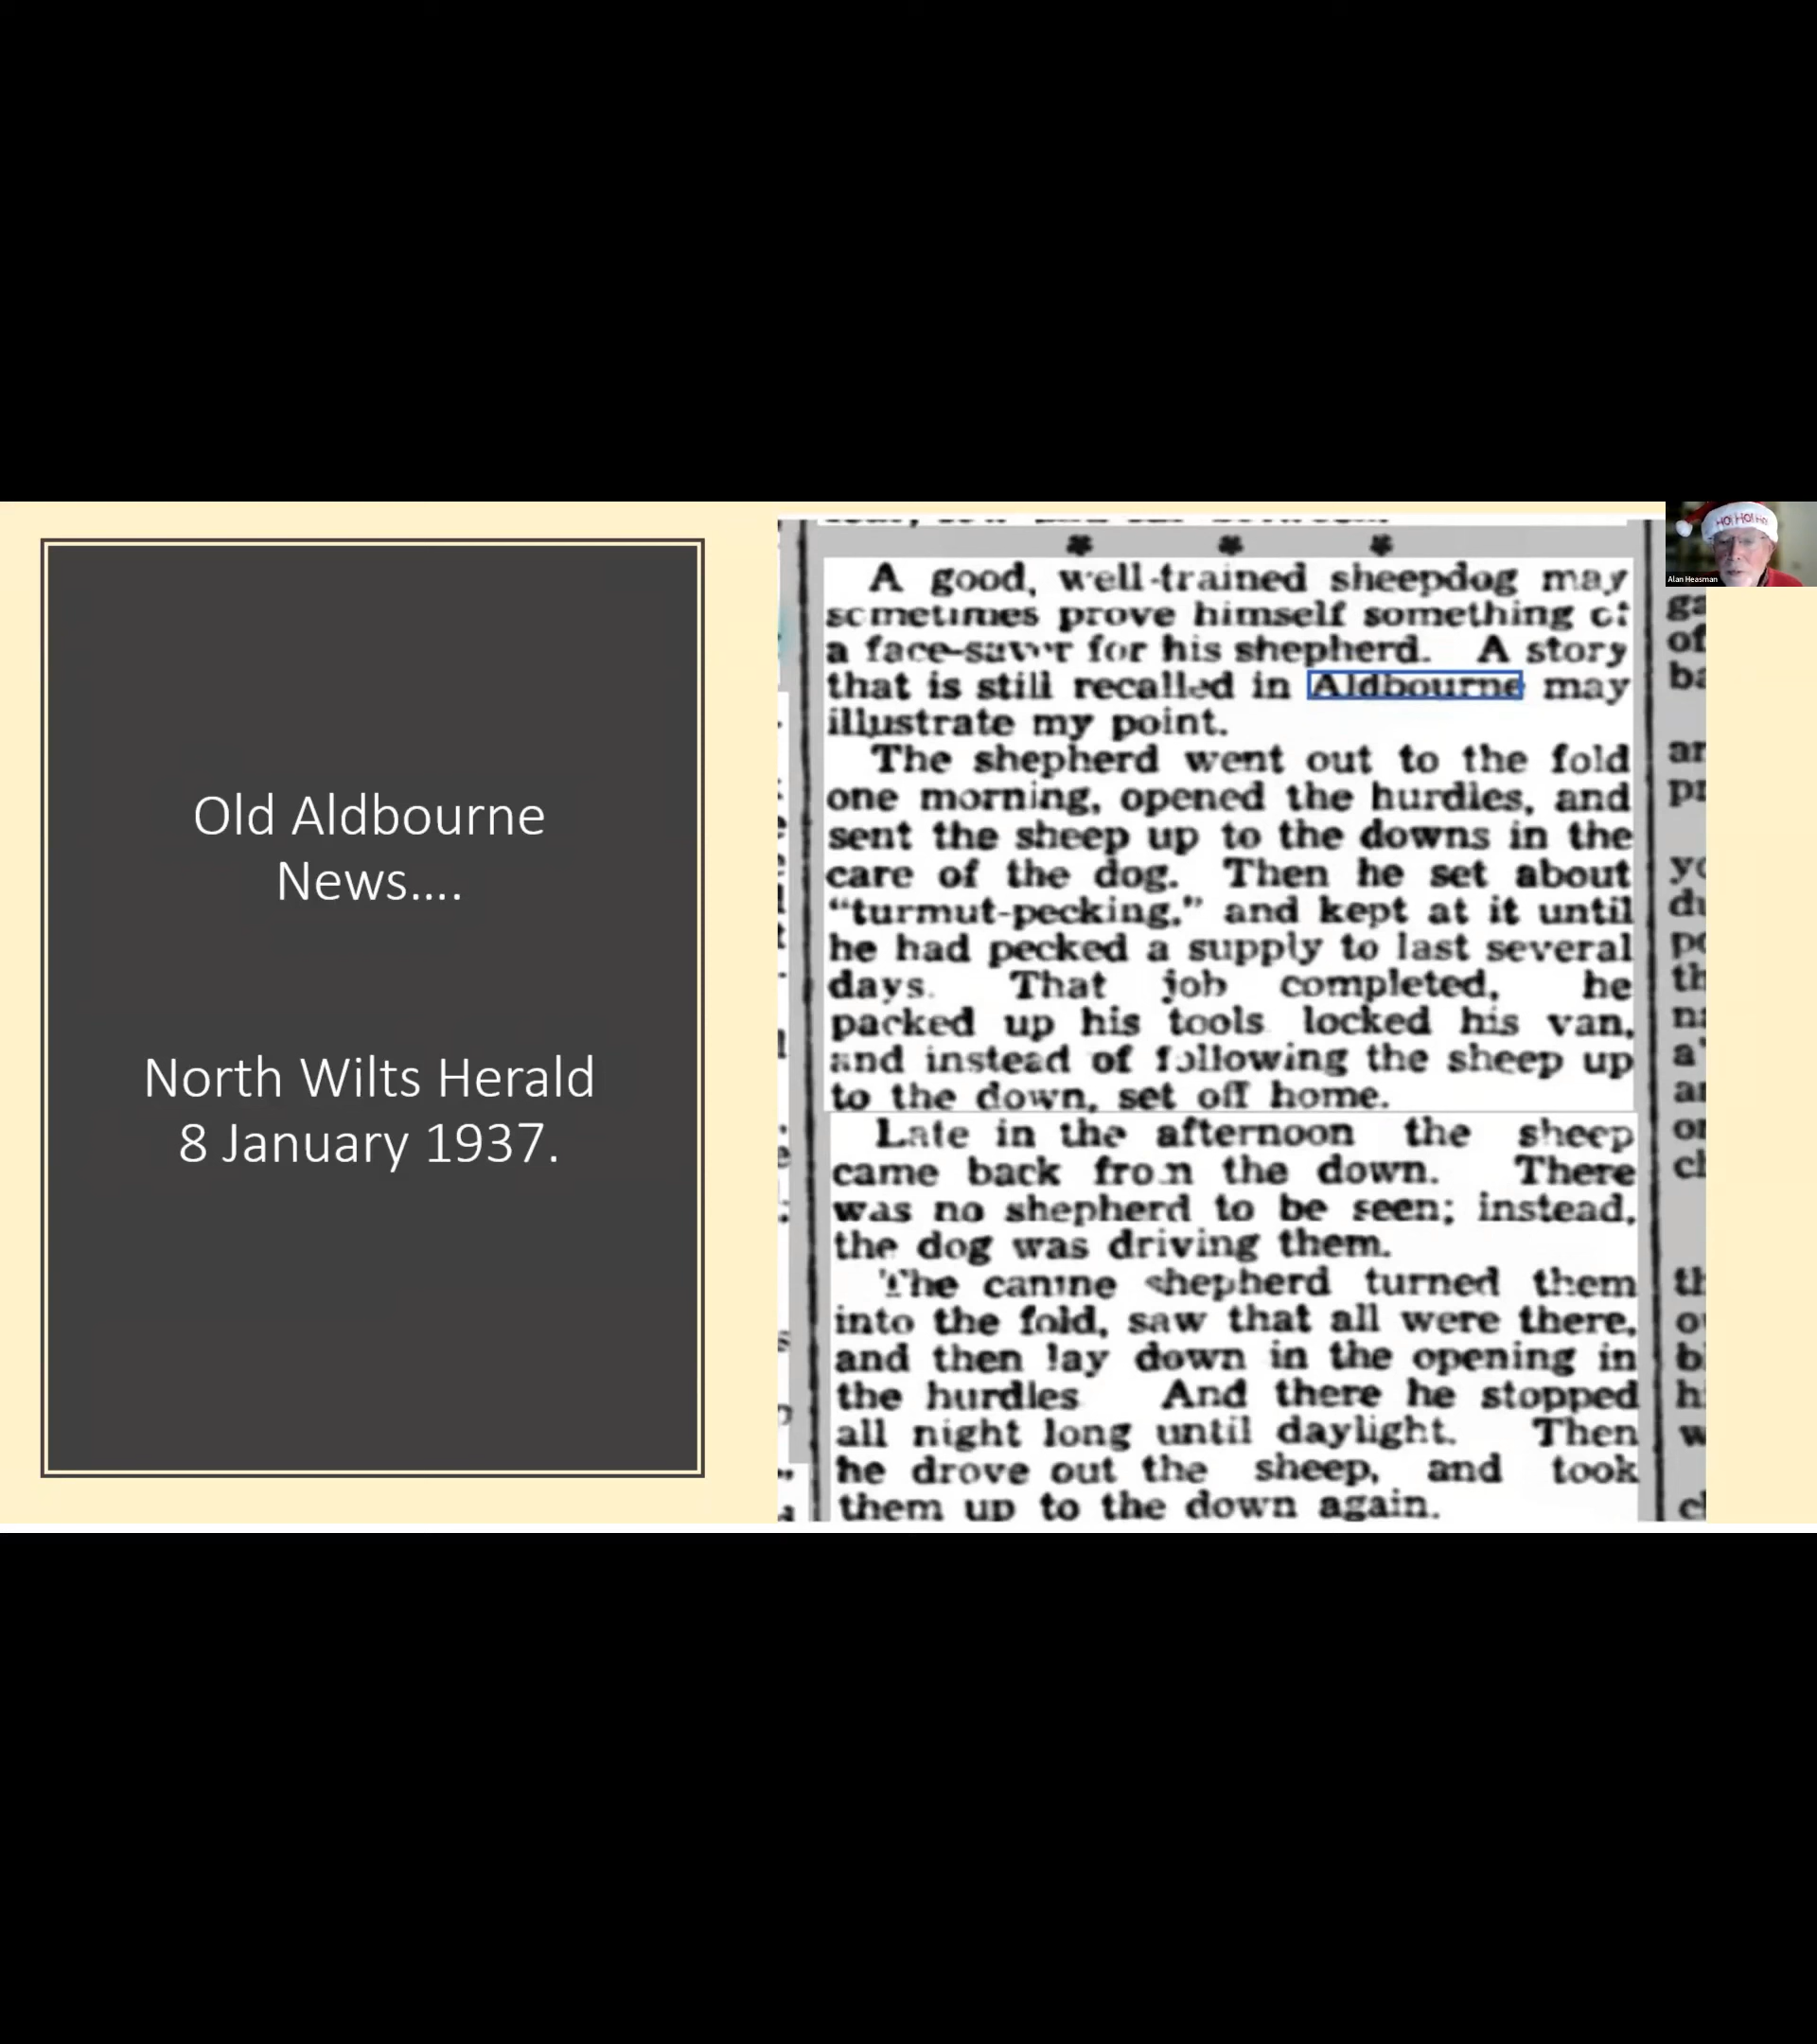 Old Aldbourne
News....
North Wilts Herald
8 January 1937.
A good, well-trained sheepdog may
sometimes prove himself something of
a face-saver for his shepherd. A story
that is still recalled in Aldbourne may
illustrate my point.
The shepherd went out to the fold
one morning, opened the hurdles, and
sent the sheep up to the downs in the
care of the dog. Then he set about
"turmut-pecking," and kept at it until
he had pecked a supply to last several
days. That job completed, he
packed up his tools locked his van,
and instead of following the sheep up
to the down, set off home.
Late in the afternoon the sheep
came back from the down. There
was no shepherd to be seen; instead,
the dog was driving them.
The canine shepherd turned them
into the fold, saw that all were there,
and then lay down in the opening in
the hurdles And there he stopped
all night long until daylight. Then
he drove out the sheep, and took
them up to the down again.
HO! HO! HO!
Alan Heasman